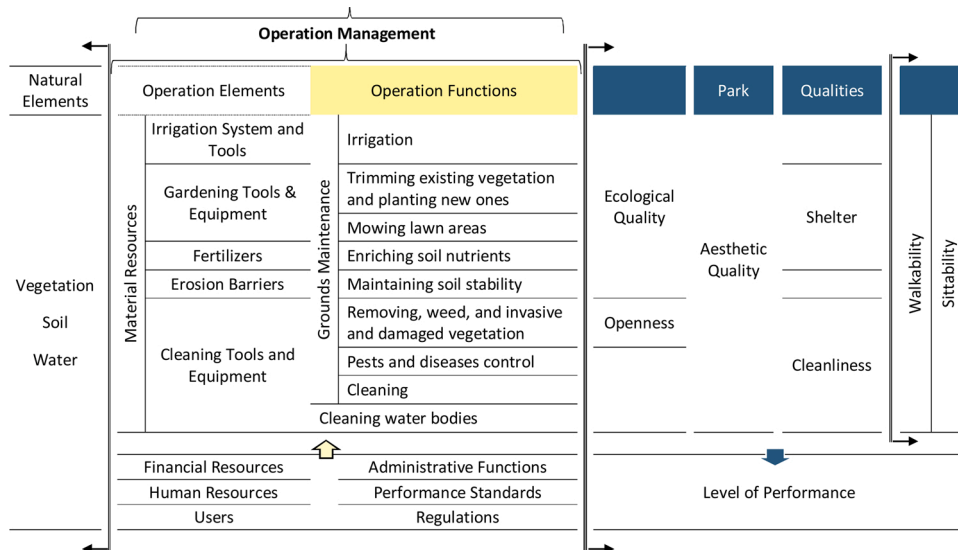 Operation Management
Natural
Elements
Operation Elements
Operation Functions
Park
Qualities
Irrigation System and
Tools
Irrigation
Gardening Tools &
Equipment
Trimming existing vegetation
and planting new ones
Mowing lawn areas
Fertilizers
Enriching soil nutrients
Erosion Barriers
Maintaining soil stability
Cleaning Tools and
Equipment
Removing, weed, and invasive
and damaged vegetation
Pests and diseases control
Cleaning
Cleaning water bodies
Material Resources
Grounds Maintenance
Vegetation
Soil
Water
Ecological
Quality
Openness
Aesthetic
Quality
Shelter
Cleanliness
Walkability
Sittability
Financial Resources
Administrative Functions
Human Resources
Performance Standards
Users
Regulations
Level of Performance